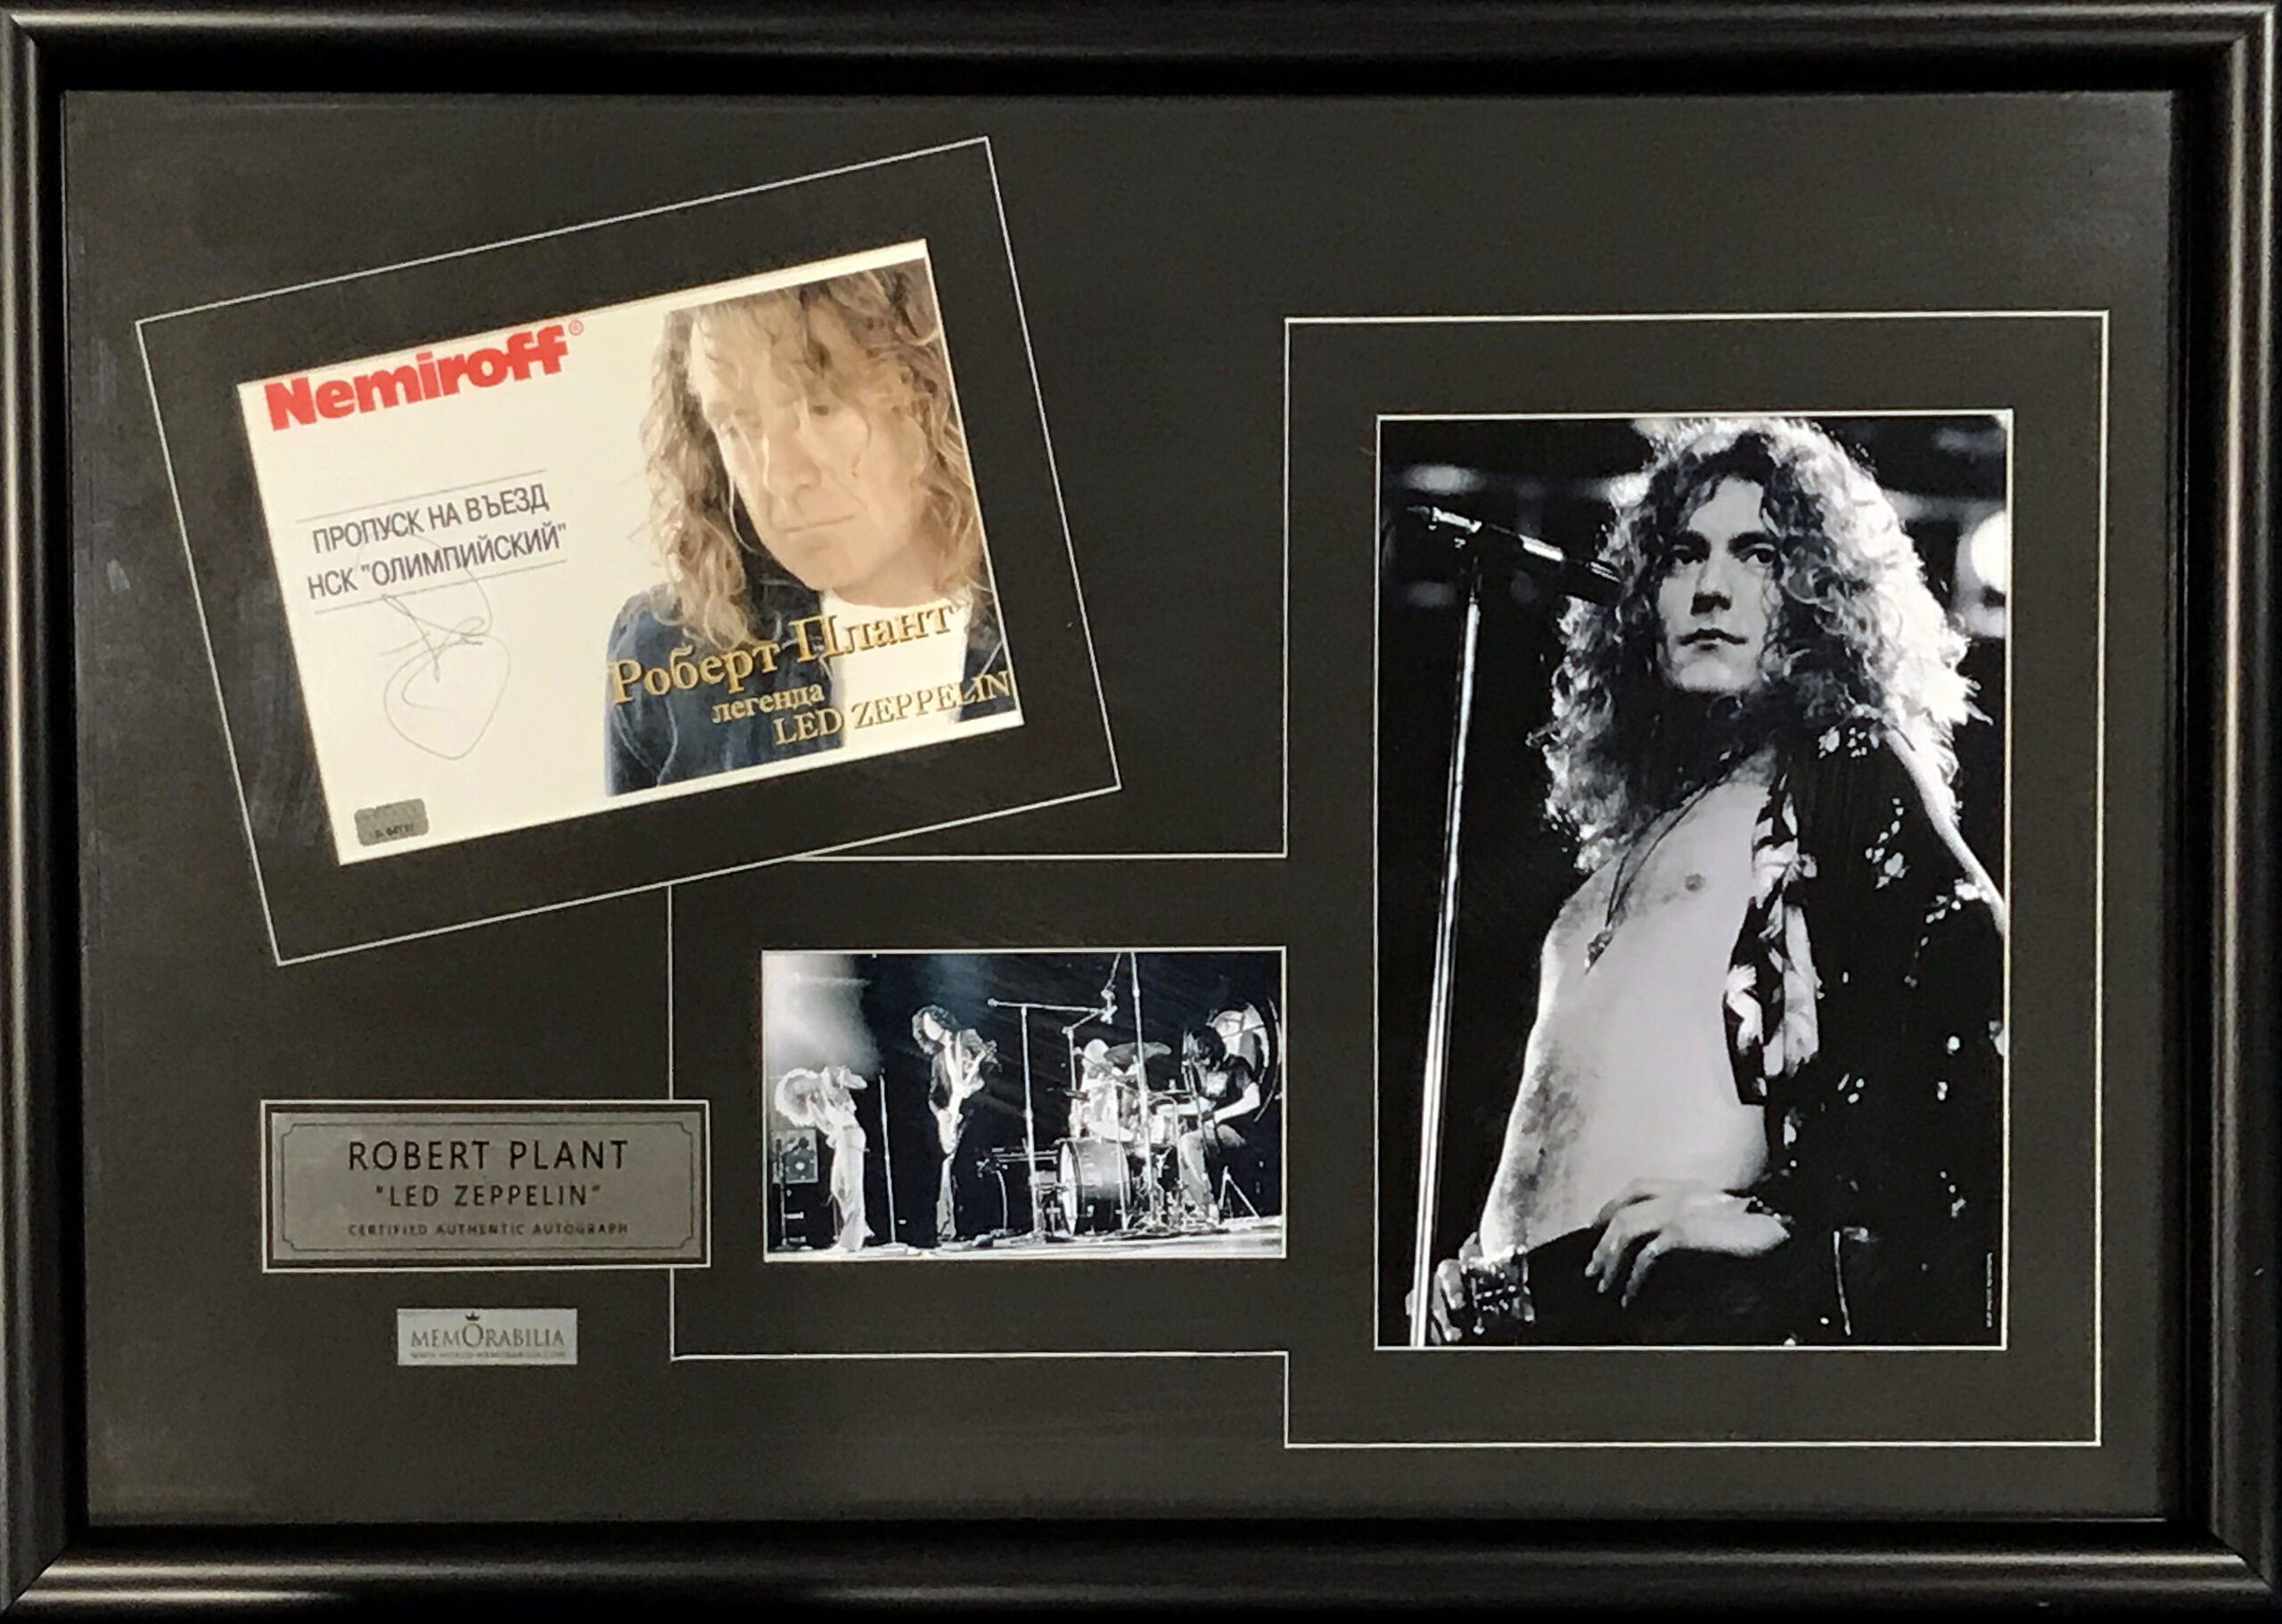 Nemiroff®
ПРОПУСК НА ВЪЕЗД
НСК "ОЛИМПИЙСКИЙ"
Роберт Плант
легенда
LED ZEPPELIN
ROBERT PLANT
"LED ZEPPELIN"
CERTIFIED AUTHENTIC AUTOGRAPH
MEMORABILIA